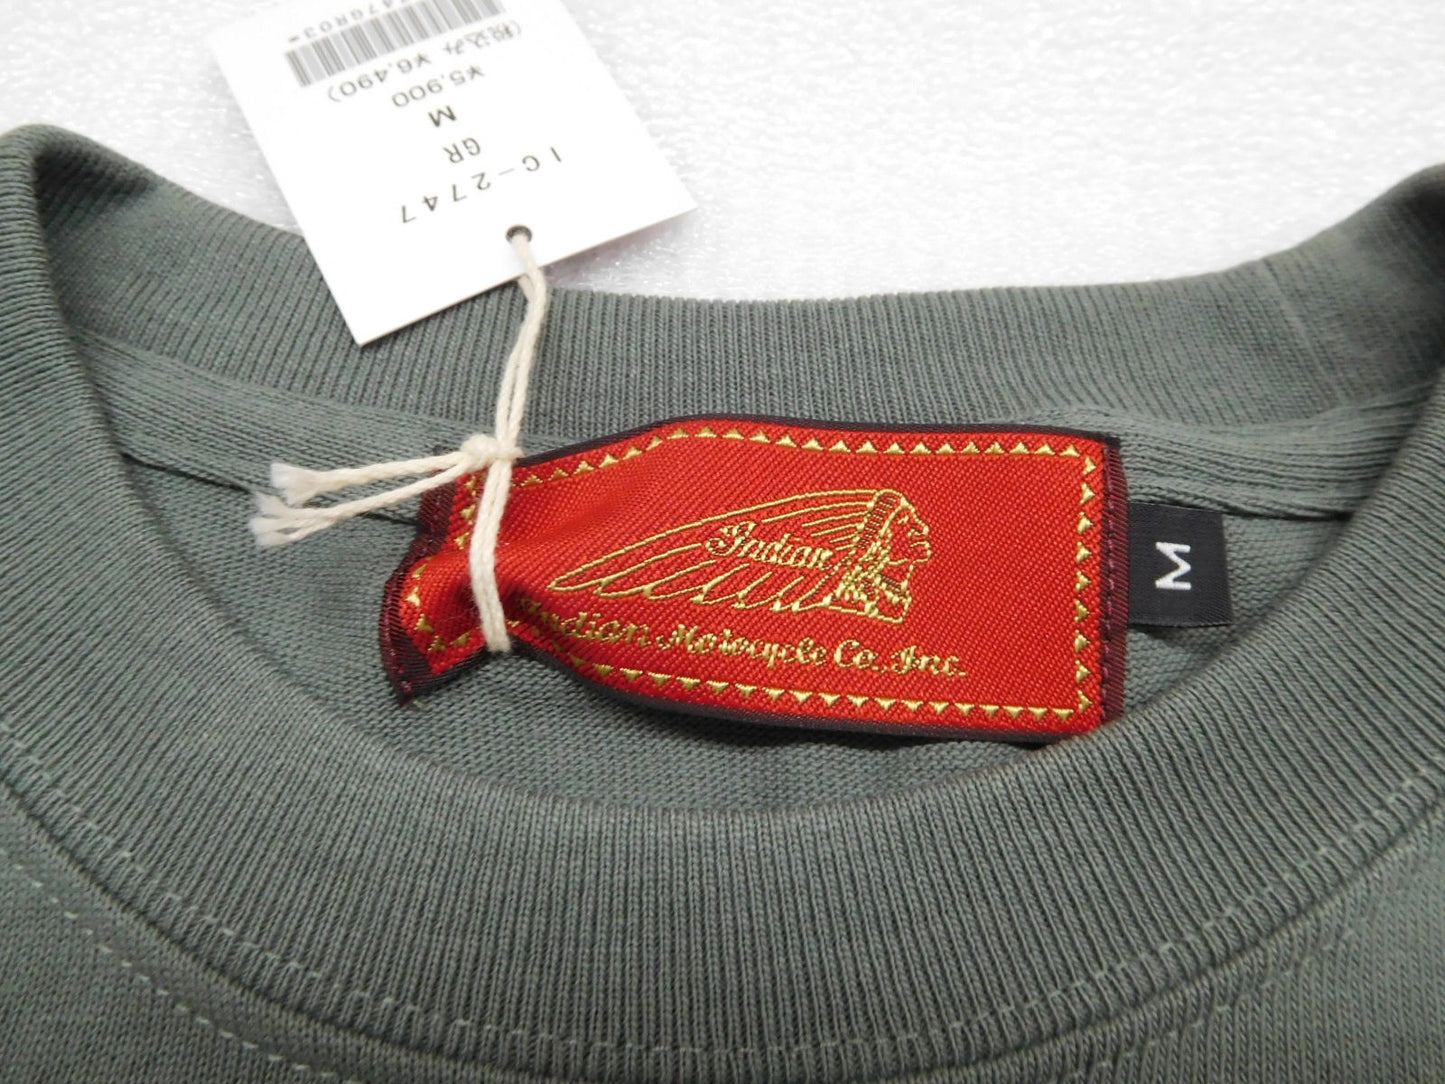 IC-2747
GR
M
¥5,900
(税込み ¥6,490)
Indian
Indian Motocycle Co., Inc.
M